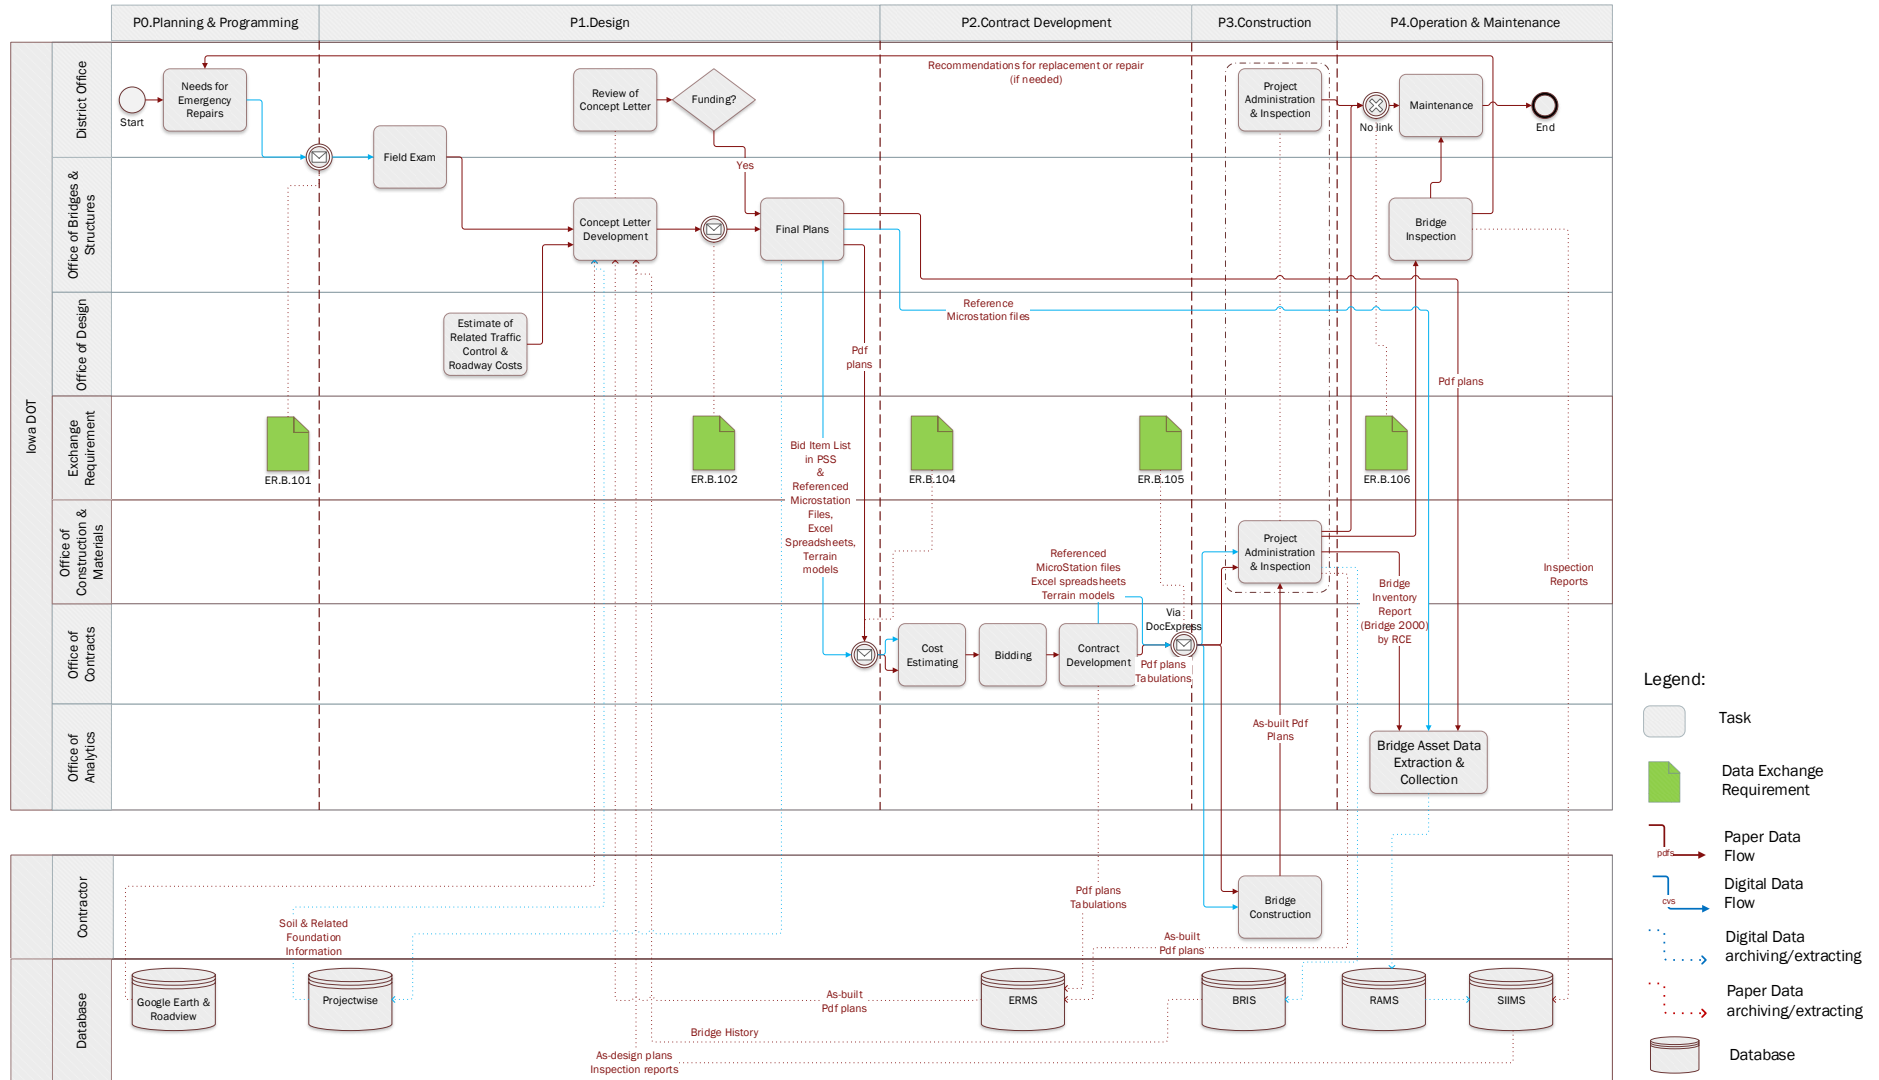 P0.Planning & Programming
P1.Design
P2.Contract Development
P3.Construction
P4.Operation & Maintenance
Iowa DOT
District Office
Start
Needs for
Emergency
Repairs
Review of
Concept Letter
Funding?
Recommendations for replacement or repair
(if needed)
Project
Administration
& Inspection
No link
Maintenance
End
Office of Bridges &
Structures
Field Exam
Yes
Concept Letter
Development
Final Plans
Bridge
Inspection
Office of Design
Estimate of
Related Traffic
Control &
Roadway Costs
Reference
Microstation files
Pdf
plans
Pdf plans
Exchange
Requirement
ER.B.101
ER.B.102
ER.B.104
ER.B.105
ER.B.106
Bid Item List
in PSS
&
Referenced
Microstation
Files,
Excel
Spreadsheets,
Terrain
models
Office of
Construction &
Materials
Referenced
MicroStation files
Excel spreadsheets
Terrain models
Project
Administration
& Inspection
Bridge
Inventory
Report
(Bridge 2000)
by RCE
Inspection
Reports
Office of
Contracts
Cost
Estimating
Bidding
Contract
Development
Via
DocExpress
Pdf plans
Tabulations
Office of
Analytics
As-built Pdf
Plans
Bridge Asset Data
Extraction &
Collection
Contractor
Soil & Related
Foundation
Information
Pdf plans
Tabulations
As-built
Pdf plans
Bridge
Construction
Database
Google Earth &
Roadview
Projectwise
As-built
Pdf plans
ERMS
BRIS
RAMS
SIIMS
Bridge History
As-design plans
Inspection reports
Legend:
Task
Data Exchange
Requirement
pdfs
Paper Data
Flow
cvs
Digital Data
Flow
Digital Data
archiving/extracting
Paper Data
archiving/extracting
Database